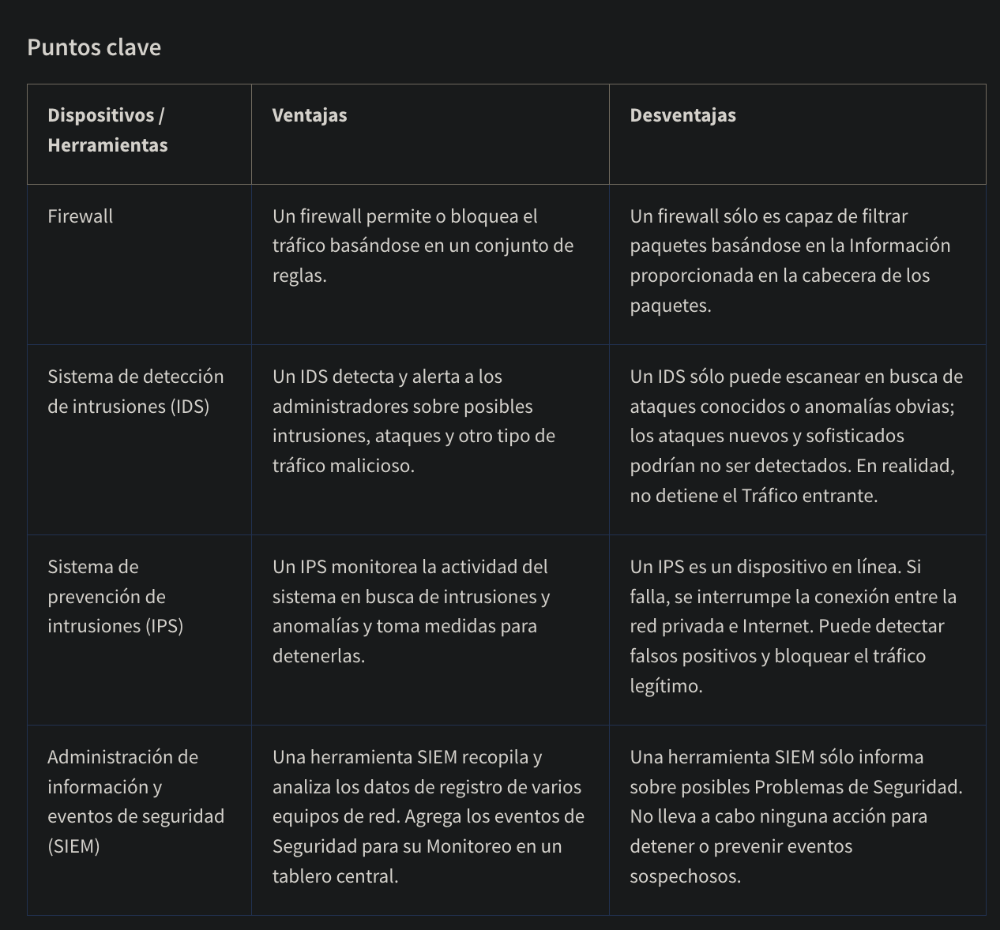 Puntos clave
Dispositivos /
Herramientas
Ventajas
Desventajas
Firewall
Un firewall permite o bloquea el
tráfico basándose en un conjunto de
reglas.
Un firewall sólo es capaz de filtrar
paquetes basándose en la Información
proporcionada en la cabecera de los
paquetes.
Sistema de detección
de intrusiones (IDS)
Un IDS detecta y alerta a los
administradores sobre posibles
intrusiones, ataques y otro tipo de
tráfico malicioso.
Un IDS sólo puede escanear en busca de
ataques conocidos o anomalías obvias;
los ataques nuevos y sofisticados
podrían no ser detectados. En realidad,
no detiene el Tráfico entrante.
Sistema de
prevención de
intrusiones (IPS)
Un IPS monitorea la actividad del
sistema en busca de intrusiones y
anomalías y toma medidas para
detenerlas.
Un IPS es un dispositivo en línea. Si
falla, se interrumpe la conexión entre la
red privada e Internet. Puede detectar
falsos positivos y bloquear el tráfico
legítimo.
Administración de
información y
eventos de seguridad
(SIEM)
Una herramienta SIEM recopila y
analiza los datos de registro de varios
equipos de red. Agrega los eventos de
Seguridad para su Monitoreo en un
tablero central.
Una herramienta SIEM sólo informa
sobre posibles Problemas de Seguridad.
No lleva a cabo ninguna acción para
detener o prevenir eventos
sospechosos.